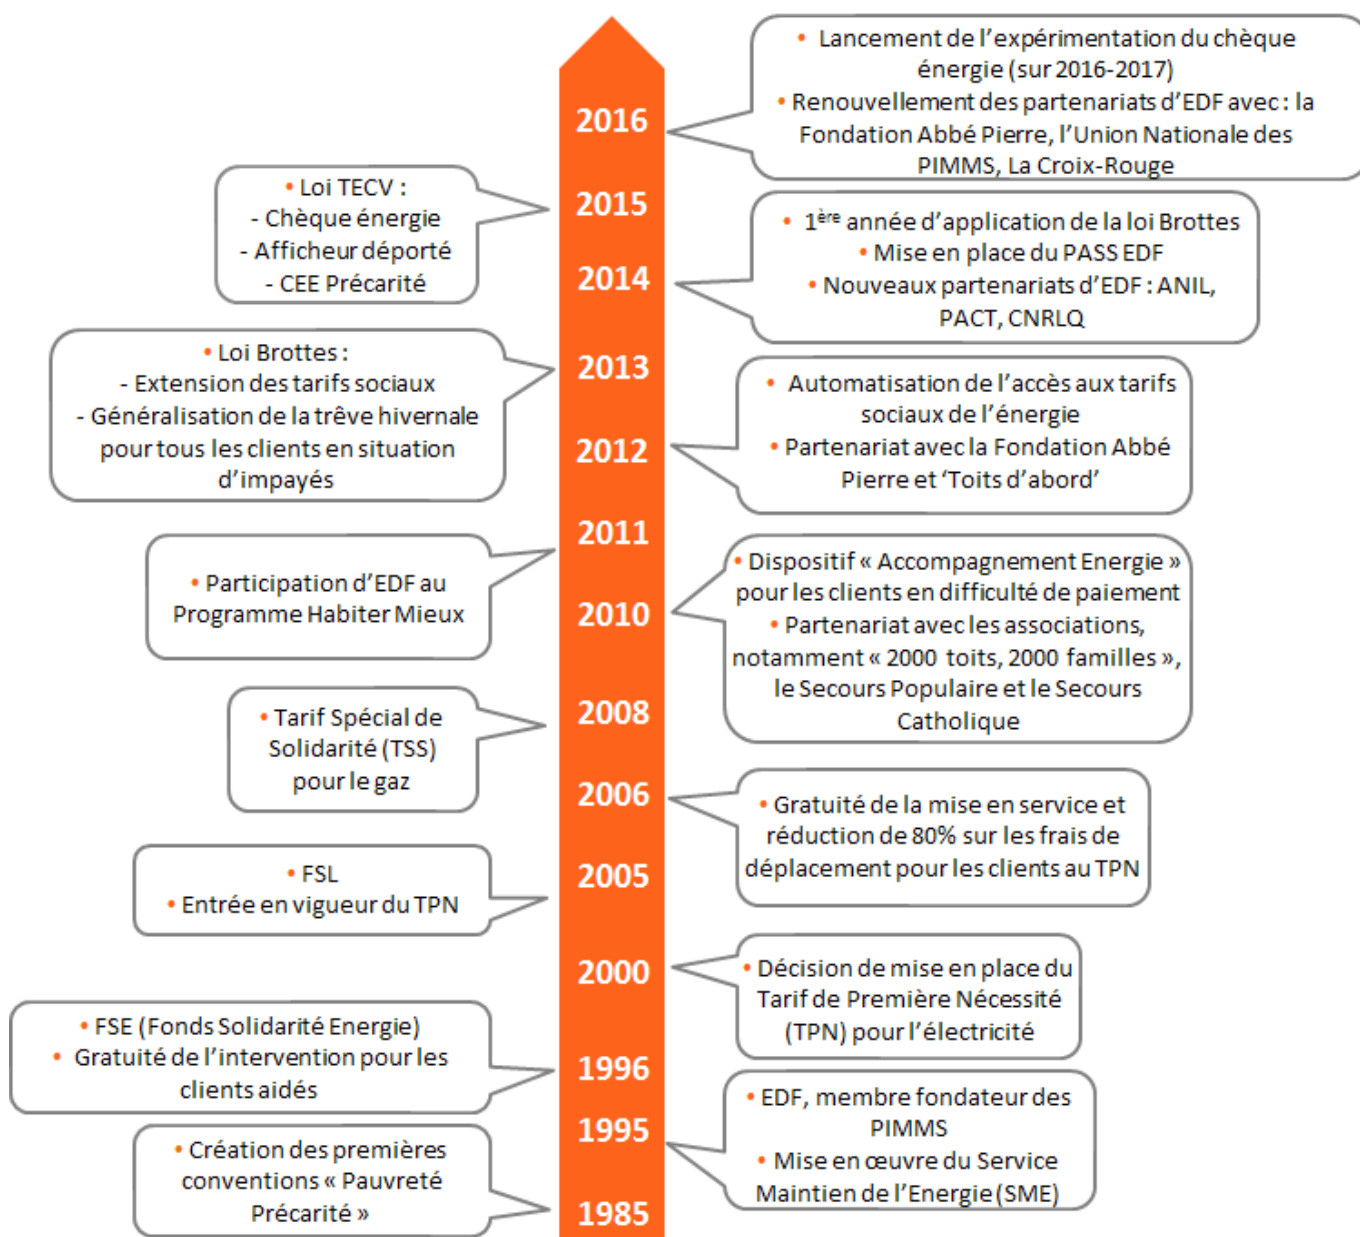 • Lancement de l'expérimentation du chèque
énergie (sur 2016-2017)
• Renouvellement des partenariats d'EDF avec : la
Fondation Abbé Pierre, l'Union Nationale des
PIMMS, La Croix-Rouge
2016
• Loi TECV :
- Chèque énergie
- Afficheur déporté
- CEE Précarité
2015
• 1ère année d'application de la loi Brottes
• Mise en place du PASS EDF
• Nouveaux partenariats d'EDF : ANIL,
PACT, CNRLQ
2014
• Loi Brottes :
- Extension des tarifs sociaux
- Généralisation de la trêve hivernale
pour tous les clients en situation
d'impayés
2013
• Automatisation de l'accès aux tarifs
sociaux de l'énergie
• Partenariat avec la Fondation Abbé
Pierre et ‘Toits d'abord’
2012
2011
• Participation d'EDF au
Programme Habiter Mieux
• Dispositif « Accompagnement Energie »
pour les clients en difficulté de paiement
• Partenariat avec les associations,
notamment « 2000 toits, 2000 familles »,
le Secours Populaire et le Secours
Catholique
2010
• Tarif Spécial de
Solidarité (TSS)
pour le gaz
2008
2006
• Gratuité de la mise en service et
réduction de 80% sur les frais de
déplacement pour les clients au TPN
• FSL
• Entrée en vigueur du TPN
2005
2000
• Décision de mise en place du
Tarif de Première Nécessité
(TPN) pour l'électricité
• FSE (Fonds Solidarité Energie)
• Gratuité de l'intervention pour les
clients aidés
1996
• EDF, membre fondateur des
PIMMS
• Mise en œuvre du Service
Maintien de l'Energie (SME)
1995
• Création des premières
conventions « Pauvreté
Précarité »
1985